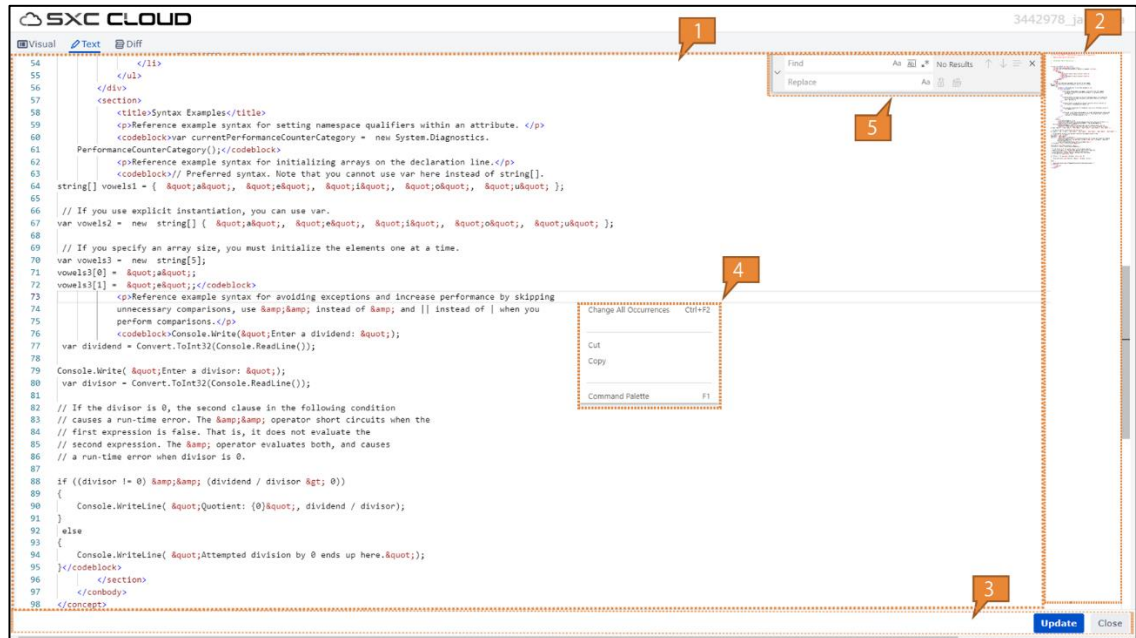 SXC CLOUD
3442978_ja
Visual Text Diff
1
2
Find Aa Ab| .* No Results
Replace Aa
5
54 </li>
55 </ul>
56 </div>
57 <section>
58 <title>Syntax Examples</title>
59 <p>Reference example syntax for setting namespace qualifiers within an attribute. </p>
60 <codeblock>var currentPerformanceCounterCategory = new System.Diagnostics.
61 PerformanceCounterCategory();</codeblock>
62 <p>Reference example syntax for initializing arrays on the declaration line.</p>
63 <codeblock>// Preferred syntax. Note that you cannot use var here instead of string[].
64 string[] vowels1 = { &quot;a&quot;, &quot;e&quot;, &quot;i&quot;, &quot;o&quot;, &quot;u&quot; };
65
66 // If you use explicit instantiation, you can use var.
67 var vowels2 = new string[] { &quot;a&quot;, &quot;e&quot;, &quot;i&quot;, &quot;o&quot;, &quot;u&quot; };
68
69 // If you specify an array size, you must initialize the elements one at a time.
70 var vowels3 = new string[5];
71 vowels3[0] = &quot;a&quot;;
72 vowels3[1] = &quot;e&quot;;</codeblock>
73 <p>Reference example syntax for avoiding exceptions and increase performance by skipping
74 unnecessary comparisons, use &amp;&amp; instead of &amp; and || instead of | when you
75 perform comparisons.</p>
76 <codeblock>Console.Write(&quot;Enter a dividend: &quot;);
77 var dividend = Convert.ToInt32(Console.ReadLine());
78
79 Console.Write( &quot;Enter a divisor: &quot;);
80 var divisor = Convert.ToInt32(Console.ReadLine());
81
82 // If the divisor is 0, the second clause in the following condition
83 // causes a run-time error. The &amp;&amp; operator short circuits when the
84 // first expression is false. That is, it does not evaluate the
85 // second expression. The &amp; operator evaluates both, and causes
86 // a run-time error when divisor is 0.
87
88 if ((divisor != 0) &amp;&amp; (dividend / divisor &gt; 0))
89 {
90 Console.WriteLine( &quot;Quotient: {0}&quot;, dividend / divisor);
91 }
92 else
93 {
94 Console.WriteLine( &quot;Attempted division by 0 ends up here.&quot;);
95 }</codeblock>
96 </section>
97 </conbody>
98 </concept>
4
Change All Occurrences Ctrl+F2
Cut
Copy
Command Palette F1
3
Update Close